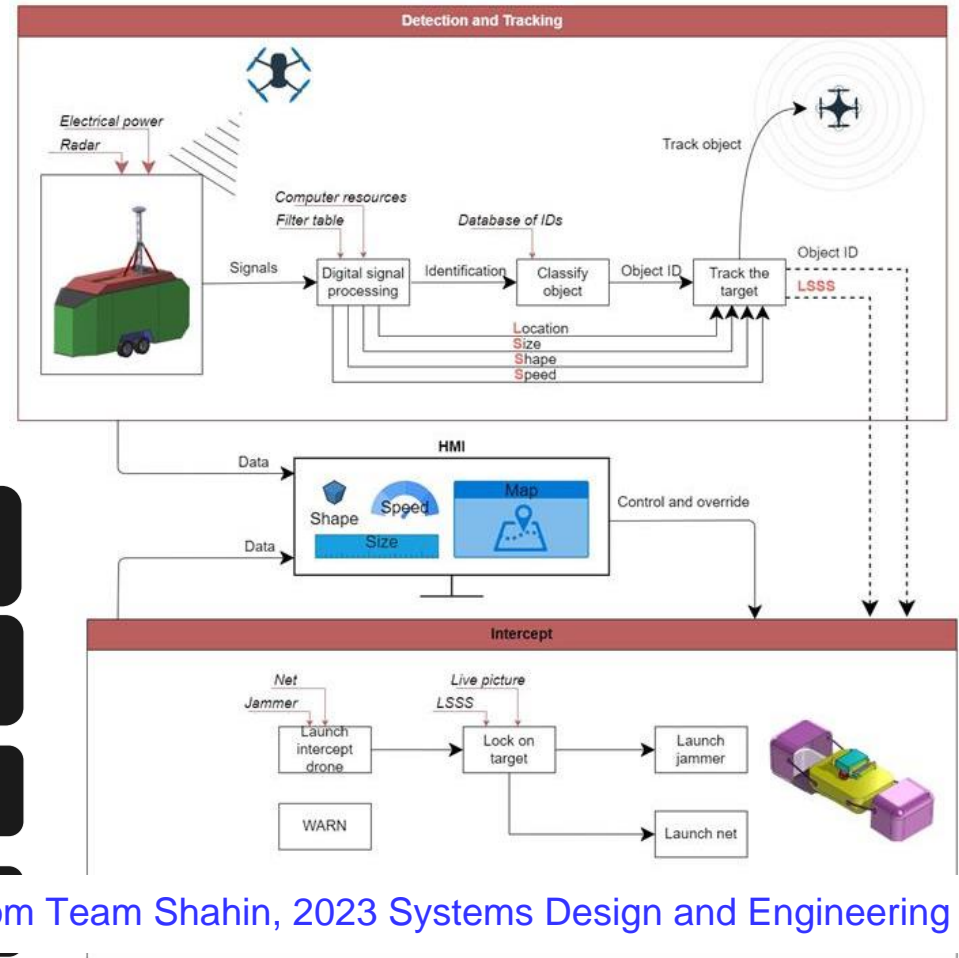 Detection and Tracking
Electrical power
Radar
Track object
Computer resources
Filter table
Database of IDs
Signals
Digital signal
processing
Identification
Classify
object
Object ID
Track the
target
Object ID
LSSS
Location
Size
Shape
Speed
HMI
Data
Shape
Speed
Map
Size
Control and override
Data
Intercept
Net
Jammer
Live picture
LSSS
Launch
intercept
drone
Lock on
target
Launch
jammer
WARN
Launch net
Team Shahin, 2023 Systems Design and Engineering